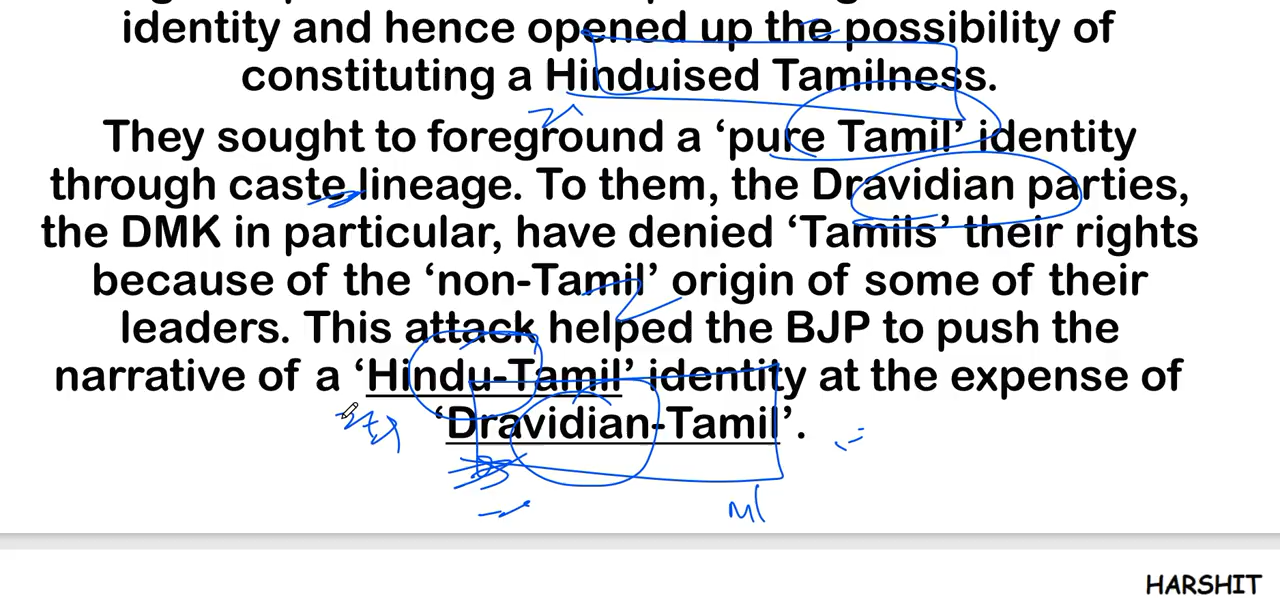 identity and hence opened up the possibility of
constituting a Hinduised Tamilness.
They sought to foreground a ‘pure Tamil’ identity
through caste lineage. To them, the Dravidian parties,
the DMK in particular, have denied ‘Tamils’ their rights
because of the ‘non-Tamil’ origin of some of their
leaders. This attack helped the BJP to push the
narrative of a ‘Hindu-Tamil’ identity at the expense of
‘Dravidian-Tamil’.
HARSHIT